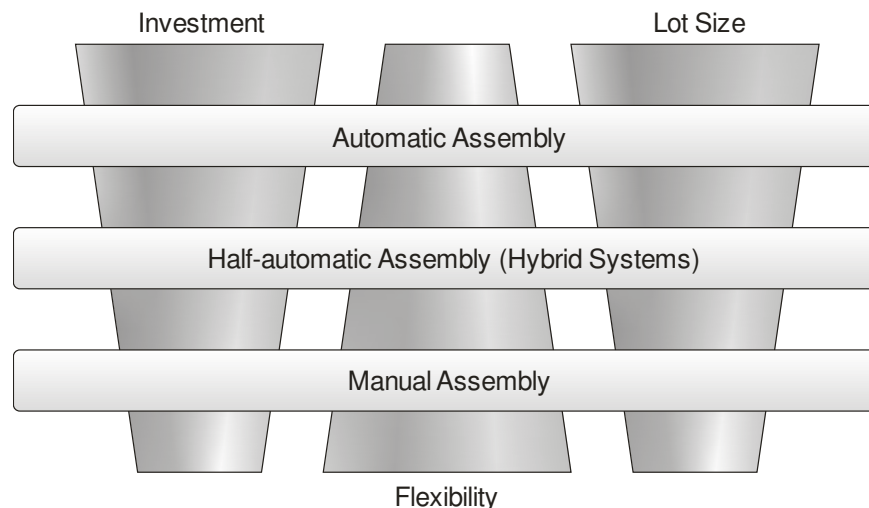 Investment
Lot Size
Automatic Assembly
Half-automatic Assembly (Hybrid Systems)
Manual Assembly
Flexibility